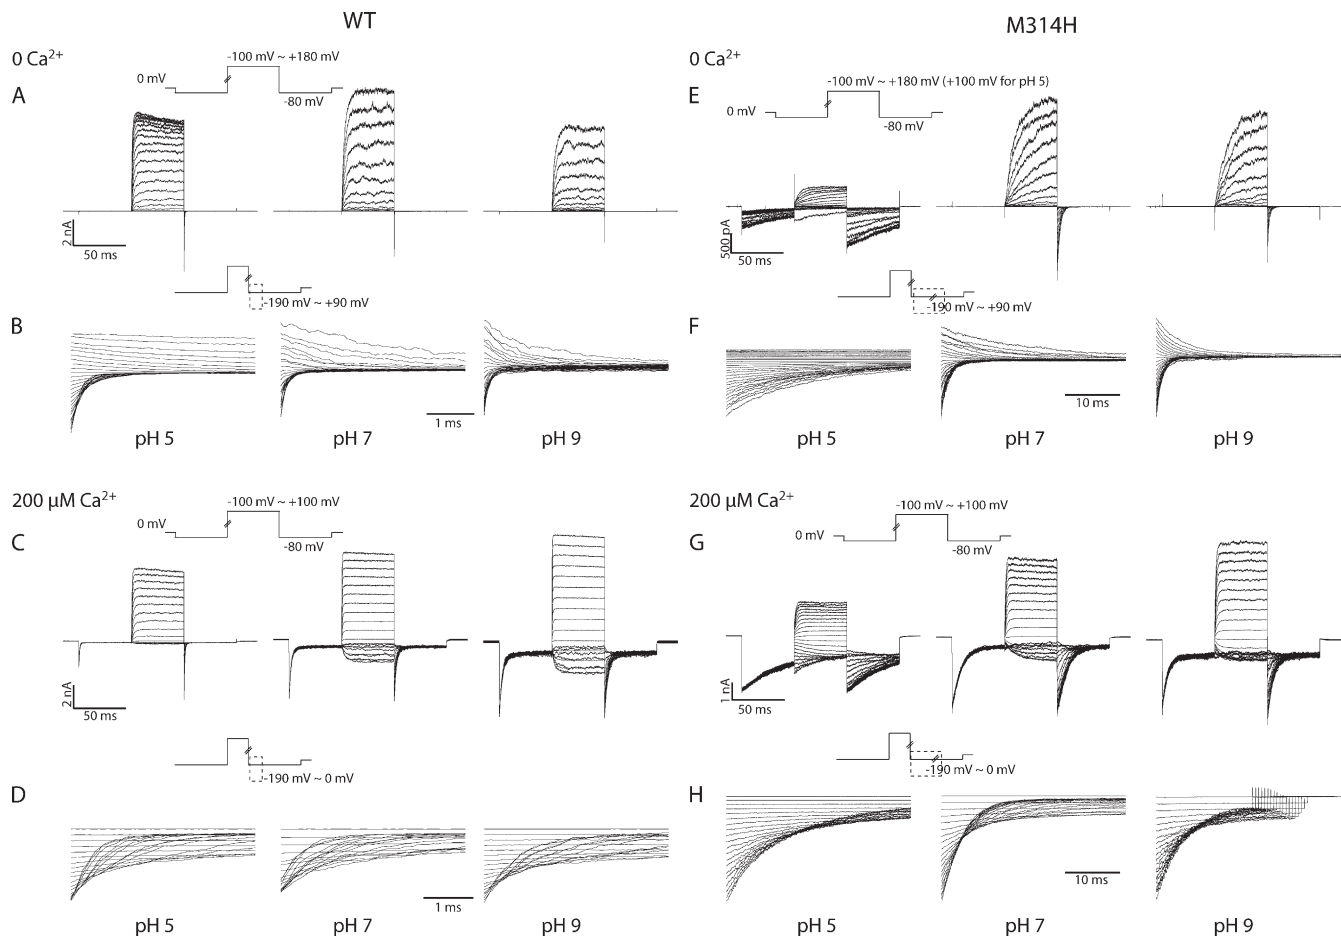 WT
M314H
0 Ca²⁺
-100 mV ~ +180 mV
0 mV
-80 mV
A
2 nA
50 ms
-190 mV ~ +90 mV
B
1 ms
pH 5
pH 7
pH 9
0 Ca²⁺
-100 mV ~ +180 mV (+100 mV for pH 5)
0 mV
-80 mV
E
500 pA
50 ms
-190 mV ~ +90 mV
F
10 ms
pH 5
pH 7
pH 9
200 µM Ca²⁺
-100 mV ~ +100 mV
0 mV
-80 mV
C
2 nA
50 ms
-190 mV ~ 0 mV
D
1 ms
pH 5
pH 7
pH 9
200 µM Ca²⁺
-100 mV ~ +100 mV
0 mV
-80 mV
G
1 nA
50 ms
-190 mV ~ 0 mV
H
10 ms
pH 5
pH 7
pH 9